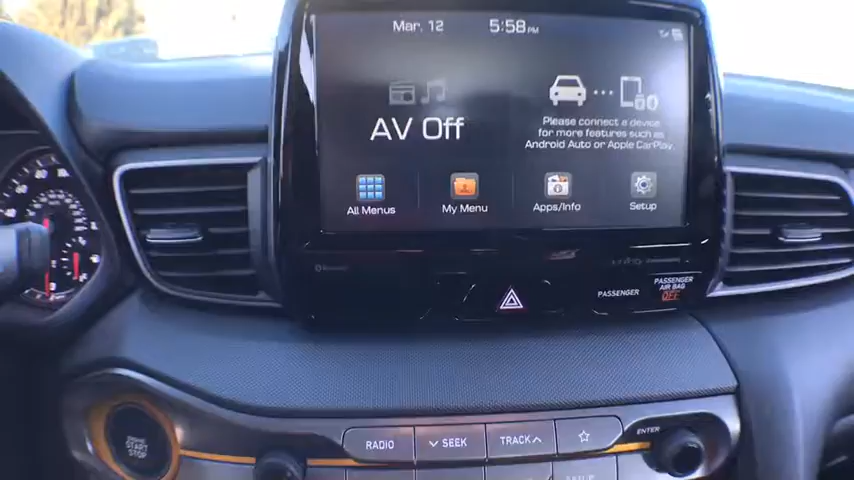 Mar. 12 5:58 PM
AV Off
Please connect a device
for more features such as
Android Auto or Apple CarPlay.
All Menus My Menu Apps/Info Setup
Bluetooth
PASSENGER
PASSENGER
AIR BAG
OFF
ENGINE
START
STOP
RADIO SEEK TRACK ENTER